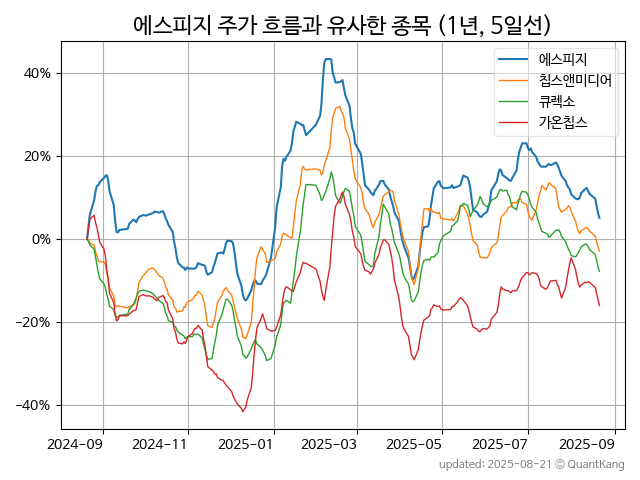 에스피지 주가 흐름과 유사한 종목 (1년, 5일선)
에스피지
칩스앤미디어
큐렉소
가온칩스
40%
20%
0%
−20%
−40%
2024-09
2024-11
2025-01
2025-03
2025-05
2025-07
2025-09
updated: 2025-08-21 © QuantKang